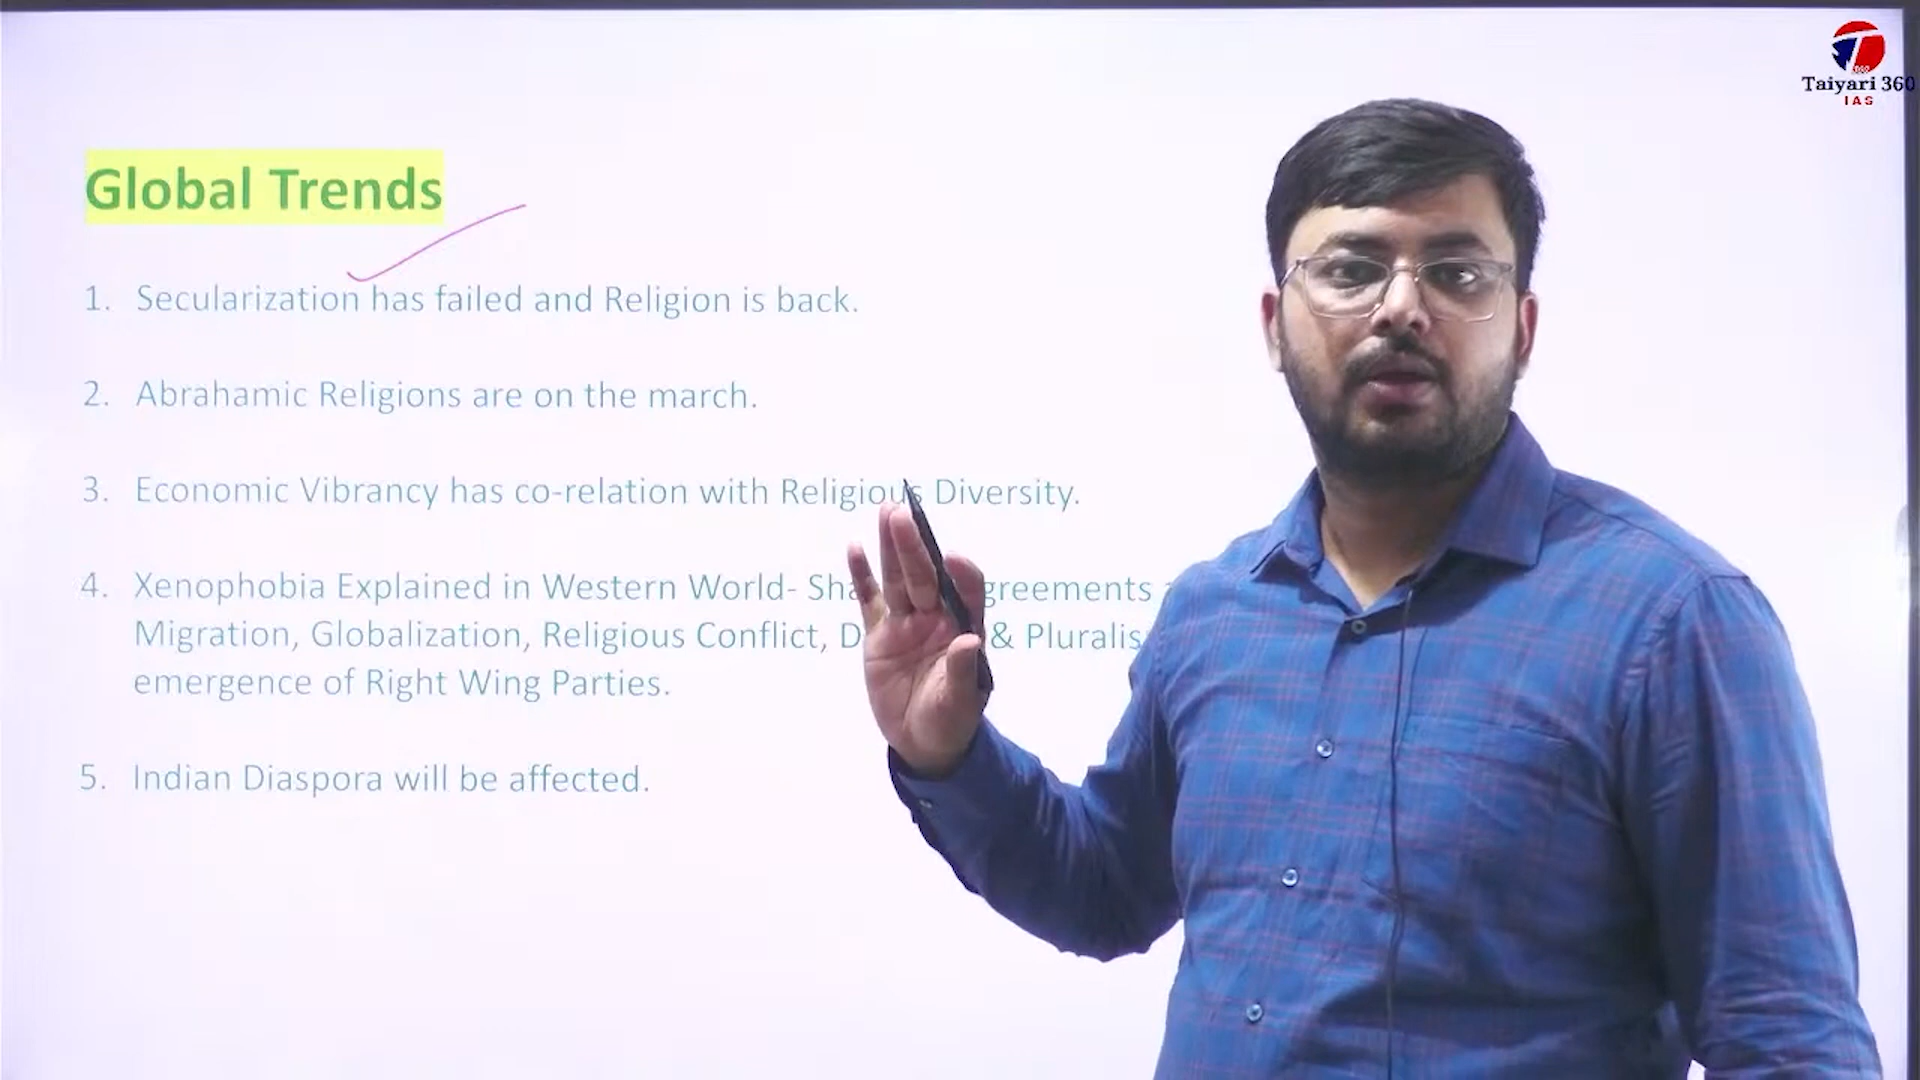 Taiyari 360
IAS
Global Trends
1. Secularization has failed and Religion is back.
2. Abrahamic Religions are on the march.
3. Economic Vibrancy has co-relation with Religious Diversity.
4. Xenophobia Explained in Western World- greements
Migration, Globalization, Religious Conflict, & Pluralis
emergence of Right Wing Parties.
5. Indian Diaspora will be affected.